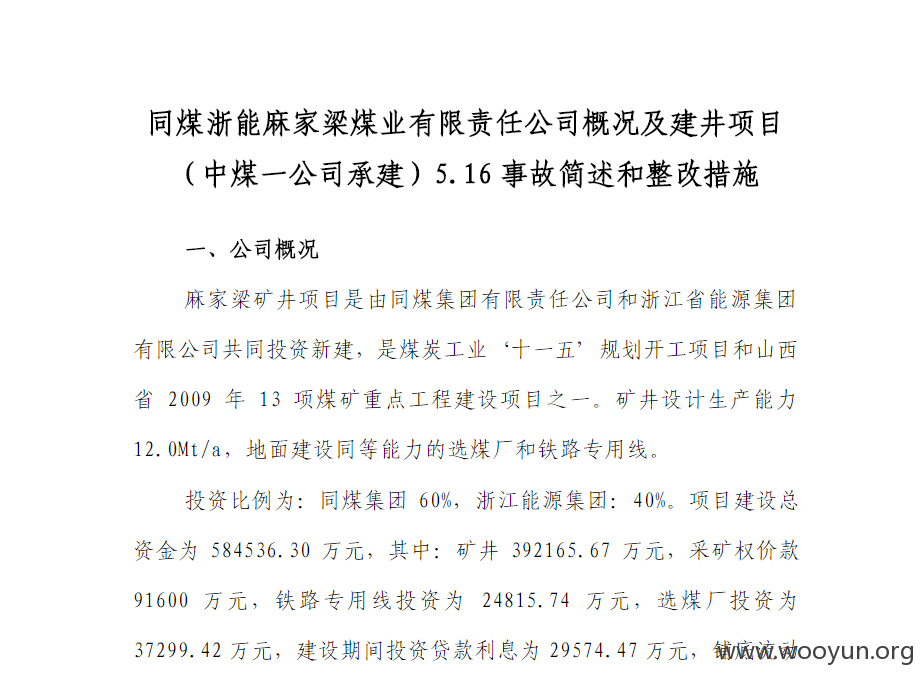 同煤浙能麻家梁煤业有限责任公司概况及建井项目
（中煤一公司承建）5.16 事故简述和整改措施
一、公司概况
麻家梁矿井项目是由同煤集团有限责任公司和浙江省能源集团
有限公司共同投资新建，是煤炭工业‘十一五’规划开工项目和山西
省 2009 年 13 项煤矿重点工程建设项目之一。矿井设计生产能力
12.0Mt/a，地面建设同等能力的选煤厂和铁路专用线。
投资比例为：同煤集团 60%，浙江能源集团：40%。项目建设总
资金为 584536.30 万元，其中：矿井 392165.67 万元，采矿权价款
91600 万元，铁路专用线投资为 24815.74 万元，选煤厂投资为
37299.42 万元，建设期间投资贷款利息为 29574.47 万元，铺底流动
www.wooyun.org